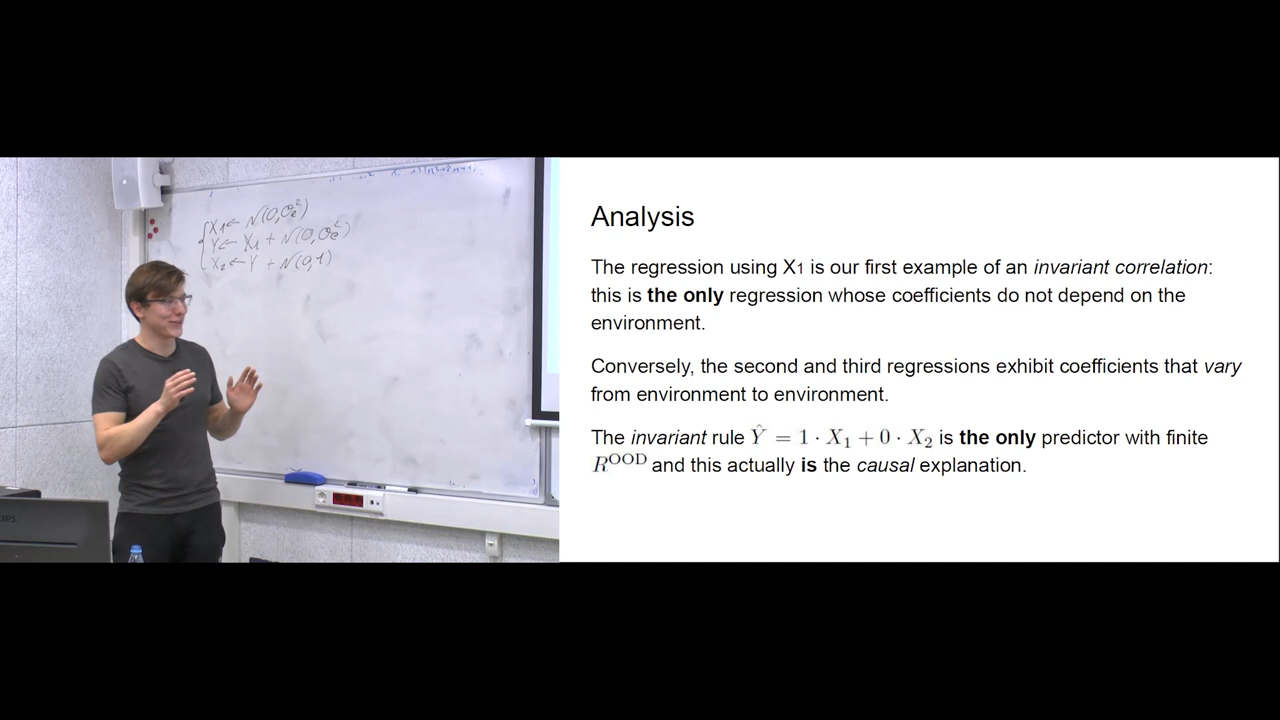 X₁ ← N(0, σₑ²)
Y ← X₁ + N(0, σₑ²)
X₂ ← Y + N(0, 1)
Analysis
The regression using X1 is our first example of an invariant correlation:
this is the only regression whose coefficients do not depend on the
environment.
Conversely, the second and third regressions exhibit coefficients that vary
from environment to environment.
The invariant rule Ŷ = 1 · X₁ + 0 · X₂ is the only predictor with finite
R^OOD and this actually is the causal explanation.